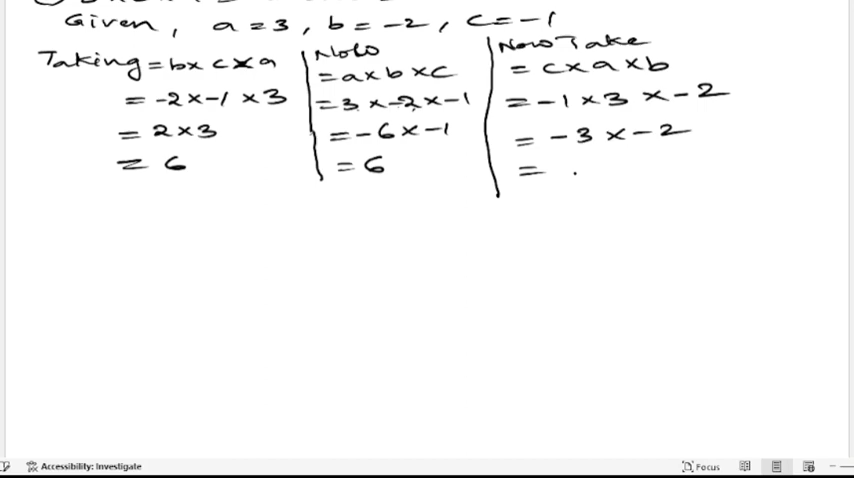 Given, a = 3, b = -2, c = -1
Taking = b x c x a
= -2 x -1 x 3
= 2 x 3
= 6
Now
= a x b x c
= 3 x -2 x -1
= -6 x -1
= 6
Now Take
= c x a x b
= -1 x 3 x -2
= -3 x -2
=
Accessibility: Investigate
Focus